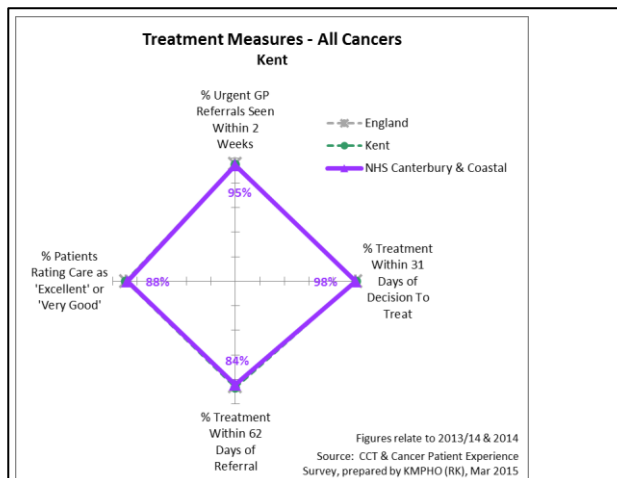 Treatment Measures - All Cancers
Kent
% Urgent GP
Referrals Seen
Within 2
Weeks
England
Kent
NHS Canterbury & Coastal
95%
% Patients
Rating Care as
'Excellent' or
'Very Good'
88%
98%
% Treatment
Within 31
Days of
Decision To
Treat
84%
% Treatment
Within 62
Days of
Referral
Figures relate to 2013/14 & 2014
Source: CCT & Cancer Patient Experience
Survey, prepared by KMPHO (RK), Mar 2015